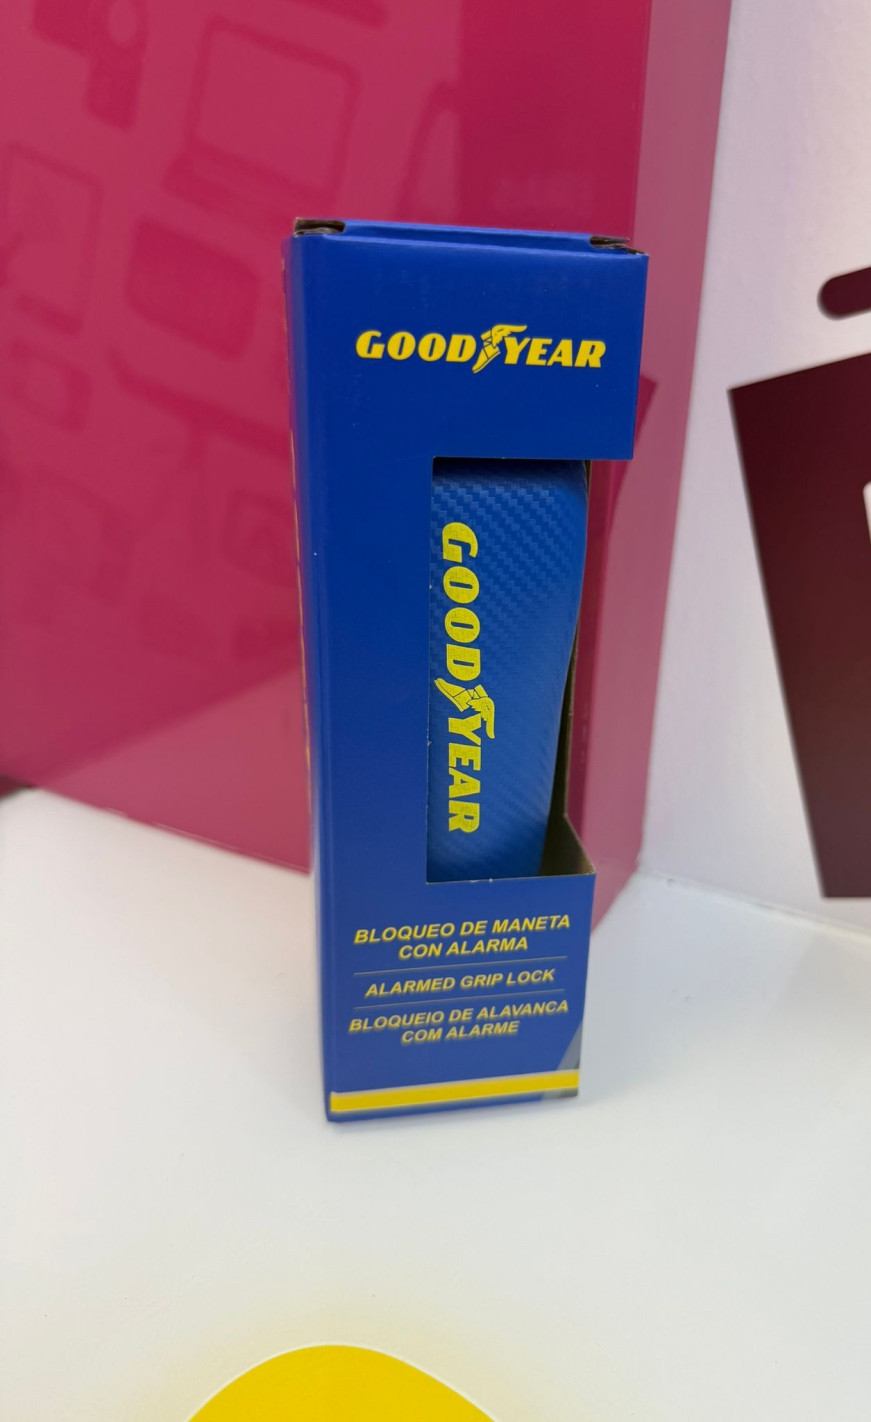 GOODYEAR
GOODYEAR
BLOQUEO DE MANETA
CON ALARMA
ALARMED GRIP LOCK
BLOQUEIO DE ALAVANCA
COM ALARME